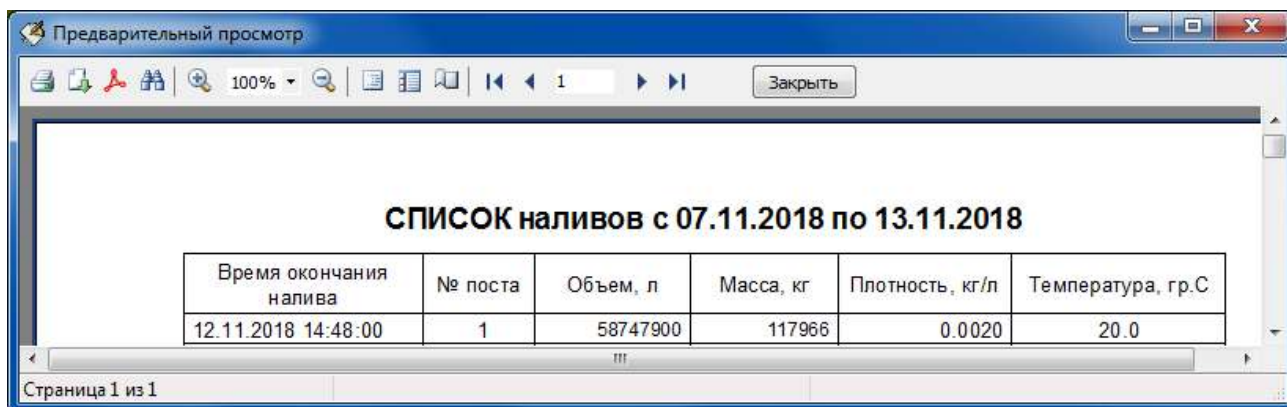 Предварительный просмотр
100%
1
Закрыть
СПИСОК наливов с 07.11.2018 по 13.11.2018
Время окончания налива № поста Объем, л Масса, кг Плотность, кг/л Температура, гр.С
12.11.2018 14:48:00 1 58747900 117966 0.0020 20.0
Страница 1 из 1